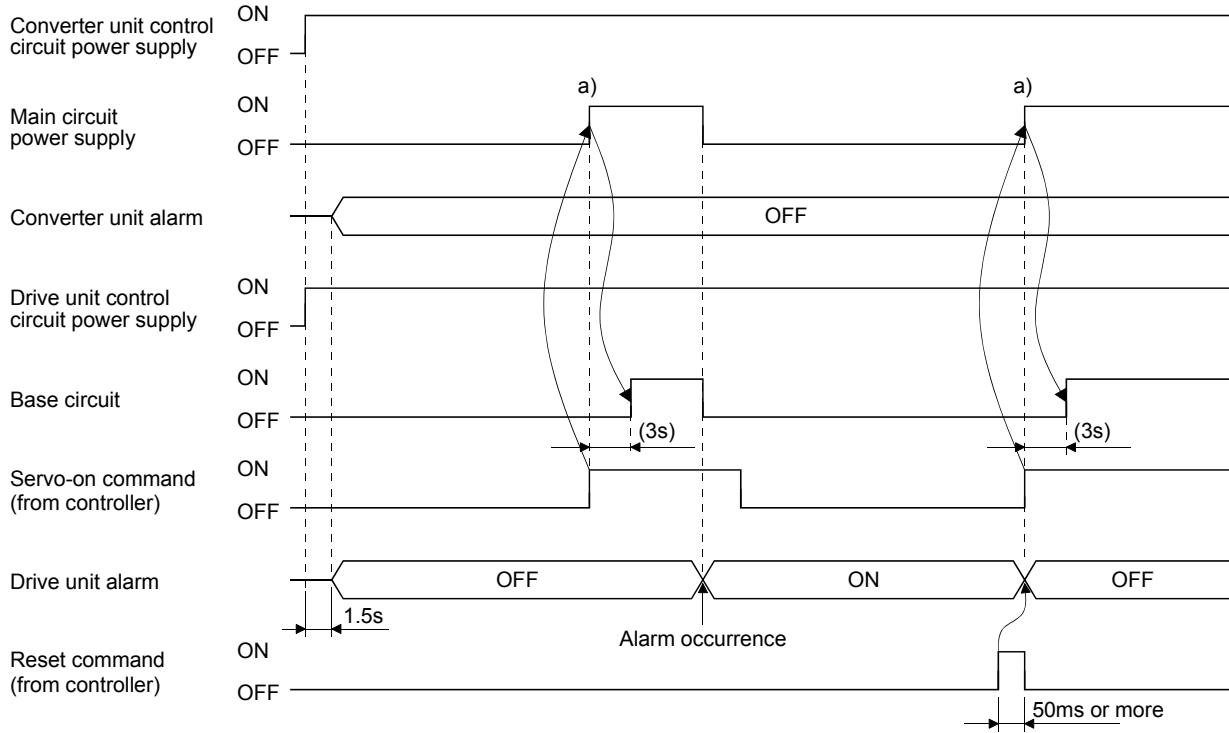 Converter unit control
circuit power supply
ON
OFF
Main circuit
power supply
ON
OFF
a)
a)
Converter unit alarm
OFF
Drive unit control
circuit power supply
ON
OFF
Base circuit
ON
OFF
(3s)
(3s)
Servo-on command
(from controller)
ON
OFF
Drive unit alarm
OFF
ON
OFF
1.5s
Alarm occurrence
Reset command
(from controller)
ON
OFF
50ms or more